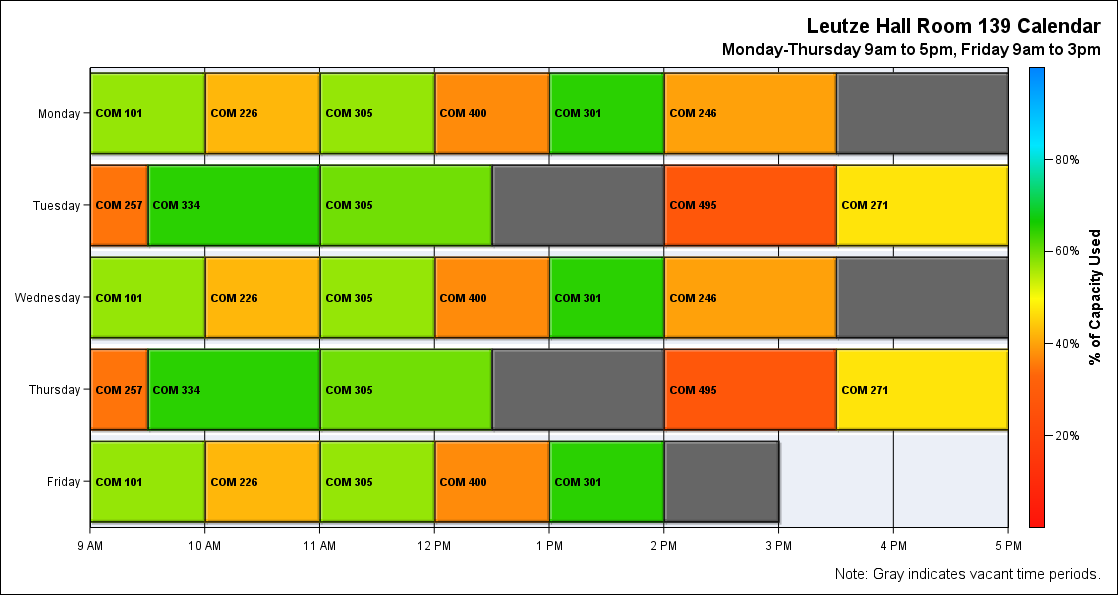 Leutze Hall Room 139 Calendar
Monday-Thursday 9am to 5pm, Friday 9am to 3pm
Monday COM 101 COM 226 COM 305 COM 400 COM 301 COM 246
80%
Tuesday COM 257 COM 334 COM 305 COM 495 COM 271
60%
% of Capacity Used
Wednesday COM 101 COM 226 COM 305 COM 400 COM 301 COM 246
40%
Thursday COM 257 COM 334 COM 305 COM 495 COM 271
20%
Friday COM 101 COM 226 COM 305 COM 400 COM 301
9 AM 10 AM 11 AM 12 PM 1 PM 2 PM 3 PM 4 PM 5 PM
Note: Gray indicates vacant time periods.